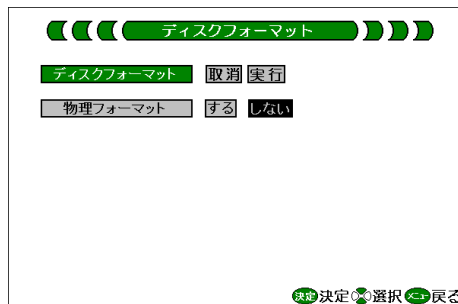 ディスクフォーマット
ディスクフォーマット 取消 実行
物理フォーマット する しない
決定 決定 選択 メニュー 戻る